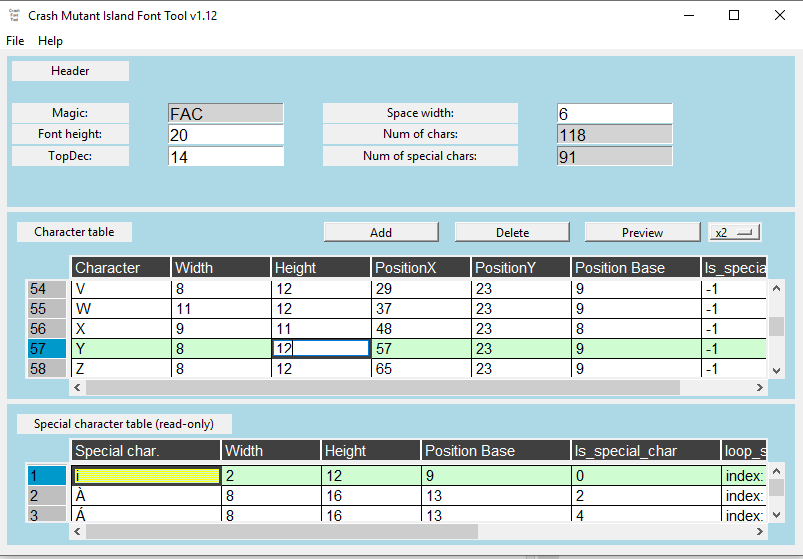 Crash Font Tool Crash Mutant Island Font Tool v1.12
File Help
Header
Magic: FAC Space width: 6
Font height: 20 Num of chars: 118
TopDec: 14 Num of special chars: 91
Character table Add Delete Preview x2
Character Width Height PositionX PositionY Position Base Is_specia
54 V 8 12 29 23 9 -1
55 W 11 12 37 23 9 -1
56 X 9 11 48 23 8 -1
57 Y 8 12 57 23 9 -1
58 Z 8 12 65 23 9 -1
Special character table (read-only)
Special char. Width Height Position Base Is_special_char loop_s
1 i 2 12 9 0 index:
2 À 8 16 13 2 index:
3 Á 8 16 13 4 index: